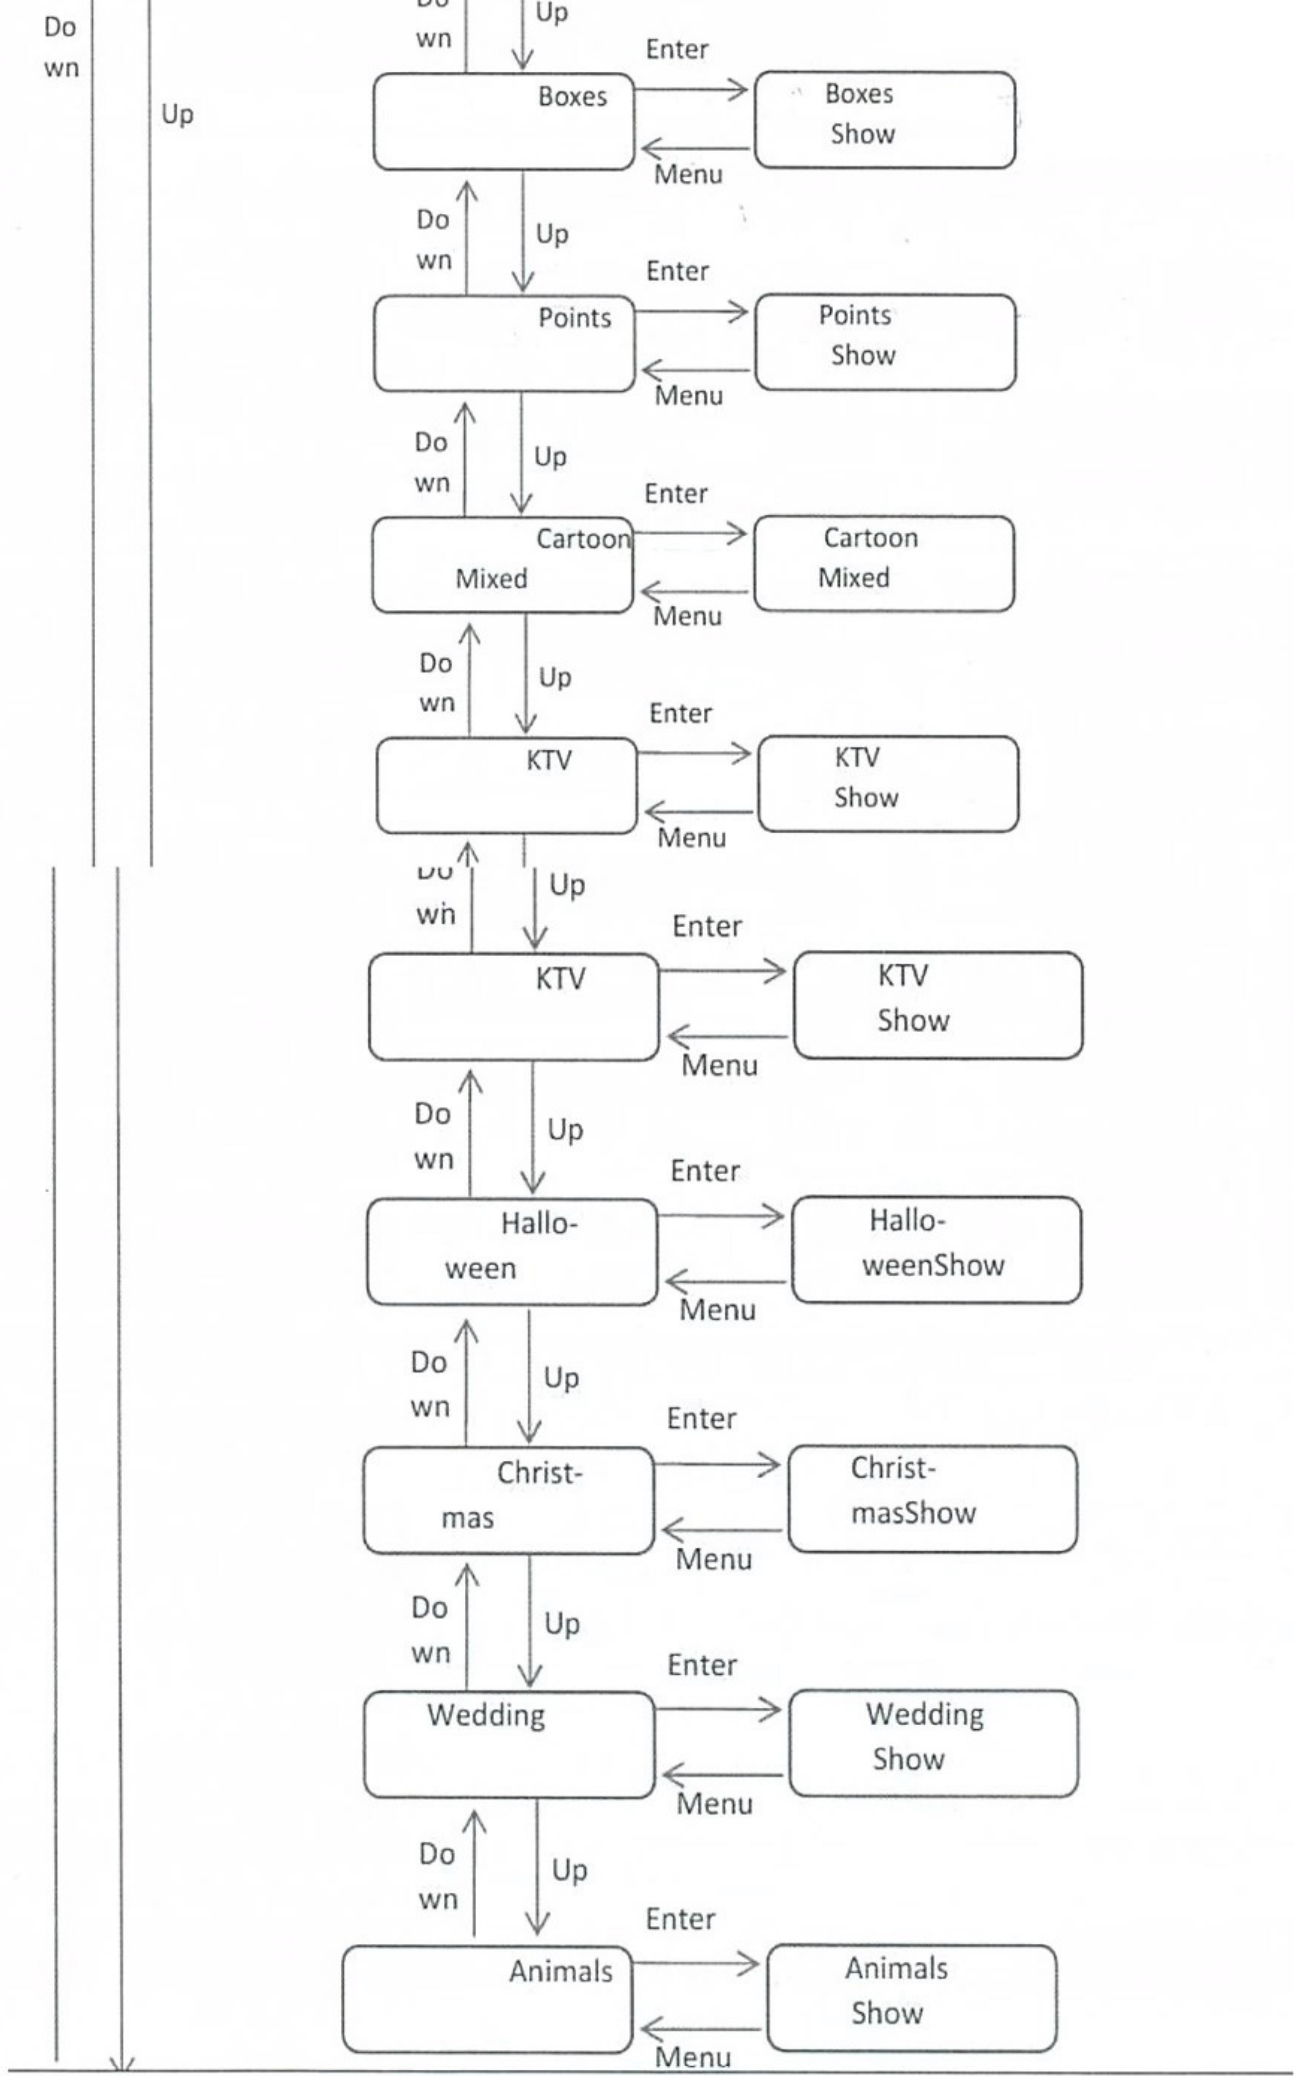 Do
wn
Up
Do
wn
Up
Enter
Boxes
Boxes
Show
Menu
Do
wn
Up
Enter
Points
Points
Show
Menu
Do
wn
Up
Enter
Cartoon
Mixed
Cartoon
Mixed
Menu
Do
wn
Up
Enter
KTV
KTV
Show
Menu
Do
wn
Up
Enter
KTV
KTV
Show
Menu
Do
wn
Up
Enter
Hallo-
ween
Hallo-
weenShow
Menu
Do
wn
Up
Enter
Christ-
mas
Christ-
masShow
Menu
Do
wn
Up
Enter
Wedding
Wedding
Show
Menu
Do
wn
Up
Enter
Animals
Animals
Show
Menu